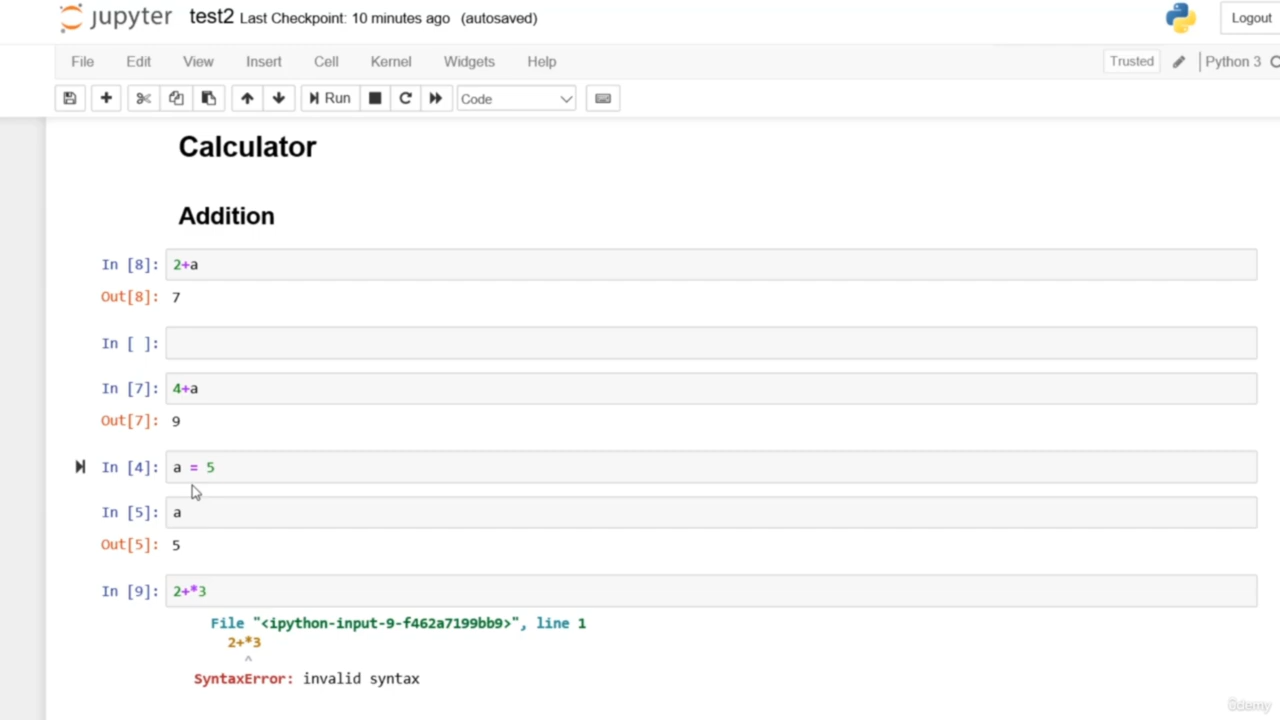 jupyter test2 Last Checkpoint: 10 minutes ago (autosaved)
Logout
File Edit View Insert Cell Kernel Widgets Help
Trusted Python 3
Run Code
Calculator
Addition
In [8]: 2+a
Out[8]: 7
In [ ]:
In [7]: 4+a
Out[7]: 9
In [4]: a = 5
In [5]: a
Out[5]: 5
In [9]: 2+*3
File "<ipython-input-9-f462a7199bb9>", line 1
2+*3
^
SyntaxError: invalid syntax
ûdemy